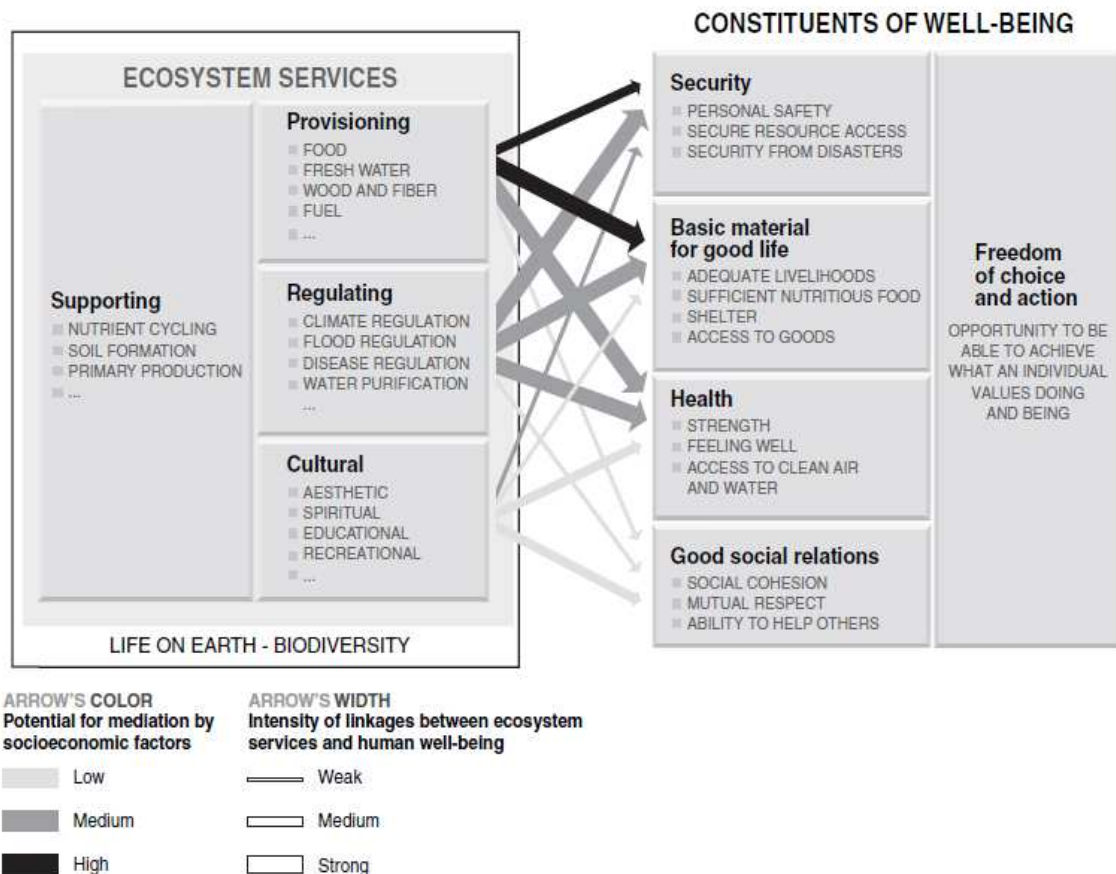 CONSTITUENTS OF WELL-BEING
ECOSYSTEM SERVICES
Supporting
NUTRIENT CYCLING
SOIL FORMATION
PRIMARY PRODUCTION
...
Provisioning
FOOD
FRESH WATER
WOOD AND FIBER
FUEL
...
Regulating
CLIMATE REGULATION
FLOOD REGULATION
DISEASE REGULATION
WATER PURIFICATION
...
Cultural
AESTHETIC
SPIRITUAL
EDUCATIONAL
RECREATIONAL
...
LIFE ON EARTH - BIODIVERSITY
Security
PERSONAL SAFETY
SECURE RESOURCE ACCESS
SECURITY FROM DISASTERS
Basic material
for good life
ADEQUATE LIVELIHOODS
SUFFICIENT NUTRITIOUS FOOD
SHELTER
ACCESS TO GOODS
Health
STRENGTH
FEELING WELL
ACCESS TO CLEAN AIR
AND WATER
Good social relations
SOCIAL COHESION
MUTUAL RESPECT
ABILITY TO HELP OTHERS
Freedom
of choice
and action
OPPORTUNITY TO BE
ABLE TO ACHIEVE
WHAT AN INDIVIDUAL
VALUES DOING
AND BEING
ARROW'S COLOR
Potential for mediation by
socioeconomic factors
Low
Medium
High
ARROW'S WIDTH
Intensity of linkages between ecosystem
services and human well-being
Weak
Medium
Strong